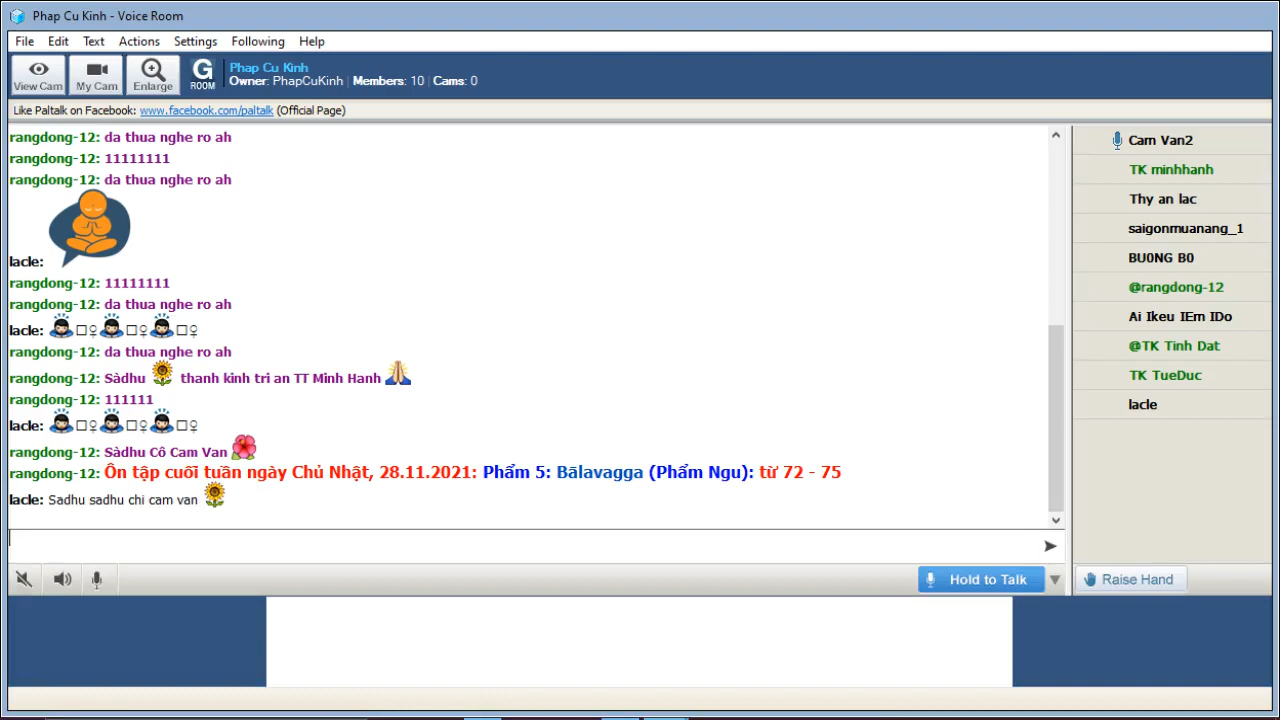 Phap Cu Kinh - Voice Room
File Edit Text Actions Settings Following Help
View Cam My Cam Enlarge
G ROOM
Phap Cu Kinh
Owner: PhapCuKinh | Members: 10 | Cams: 0
Like Paltalk on Facebook: www.facebook.com/paltalk (Official Page)
rangdong-12: da thua nghe ro ah
rangdong-12: 11111111
rangdong-12: da thua nghe ro ah
lacle:
rangdong-12: 11111111
rangdong-12: da thua nghe ro ah
lacle: □♀ □♀ □♀
rangdong-12: da thua nghe ro ah
rangdong-12: Sàdhu 🌻 thanh kinh tri an TT Minh Hanh 🙏
rangdong-12: 111111
lacle: □♀ □♀ □♀
rangdong-12: Sàdhu Cô Cam Van 🌺
rangdong-12: Ôn tập cuối tuần ngày Chủ Nhật, 28.11.2021: Phẩm 5: Bālavagga (Phẩm Ngu): từ 72 - 75
lacle: Sadhu sadhu chi cam van 🌻
Cam Van2
TK minhhanh
Thy an lac
saigonmuanang_1
BU0NG B0
@rangdong-12
Ai Ikeu IEm IDo
@TK Tinh Dat
TK TueDuc
lacle
Hold to Talk
Raise Hand